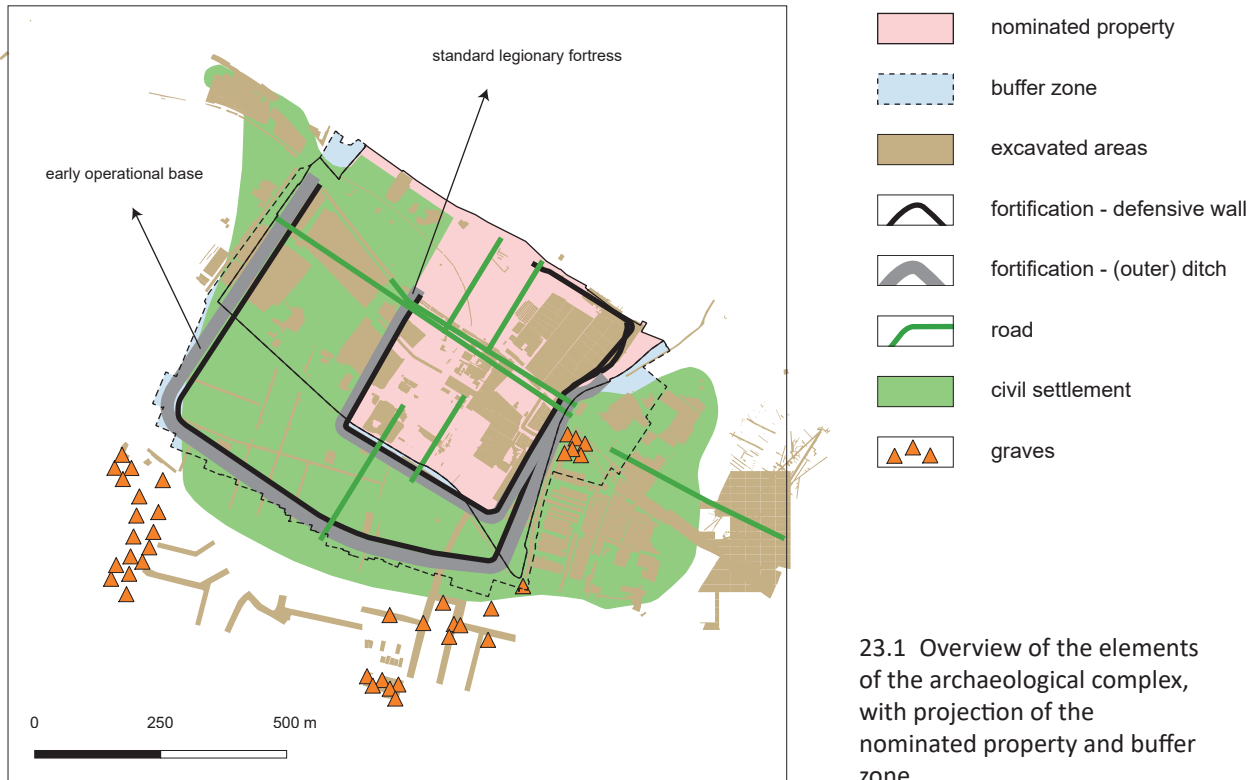 standard legionary fortress
early operational base
0 250 500 m
nominated property
buffer zone
excavated areas
fortification - defensive wall
fortification - (outer) ditch
road
civil settlement
graves
23.1 Overview of the elements
of the archaeological complex,
with projection of the
nominated property and buffer
zone